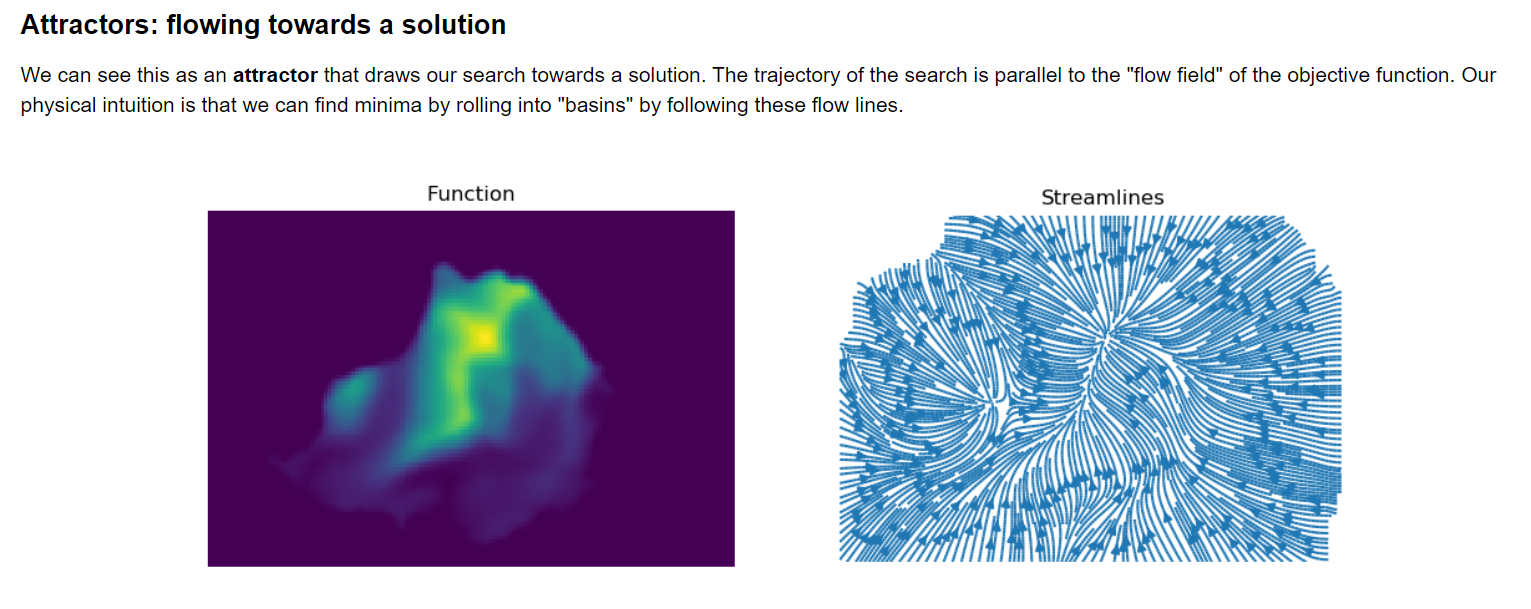 Attractors: flowing towards a solution
We can see this as an attractor that draws our search towards a solution. The trajectory of the search is parallel to the "flow field" of the objective function. Our
physical intuition is that we can find minima by rolling into "basins" by following these flow lines.
Function
Streamlines